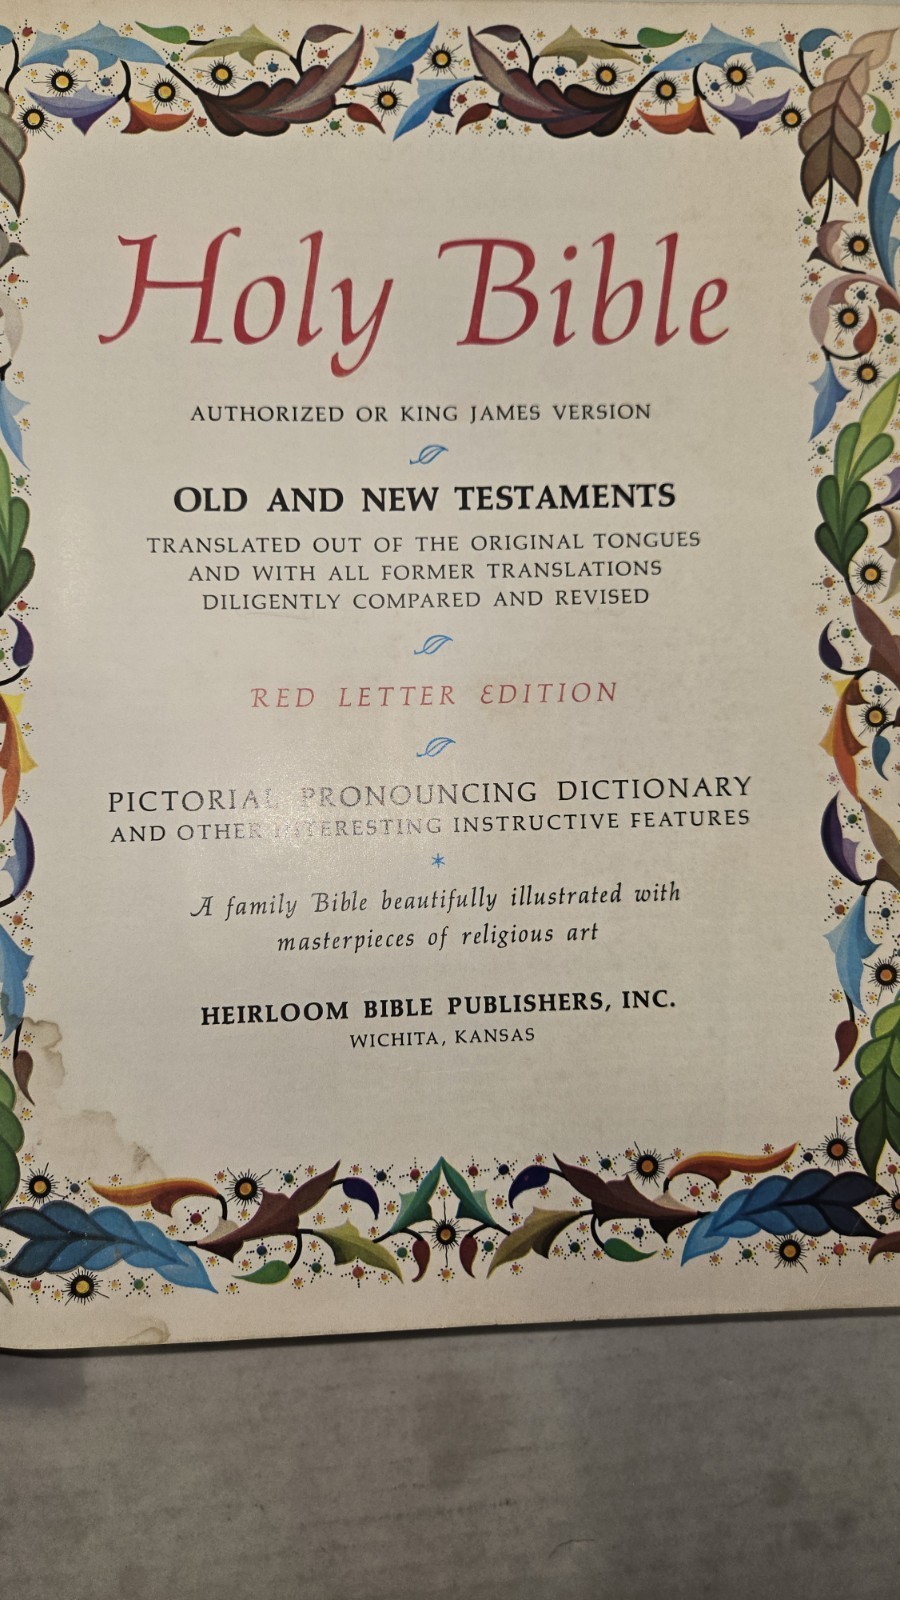 Holy Bible
AUTHORIZED OR KING JAMES VERSION
OLD AND NEW TESTAMENTS
TRANSLATED OUT OF THE ORIGINAL TONGUES
AND WITH ALL FORMER TRANSLATIONS
DILIGENTLY COMPARED AND REVISED
RED LETTER EDITION
PICTORIAL PRONOUNCING DICTIONARY
AND OTHER INTERESTING INSTRUCTIVE FEATURES
A family Bible beautifully illustrated with
masterpieces of religious art
HEIRLOOM BIBLE PUBLISHERS, INC.
WICHITA, KANSAS